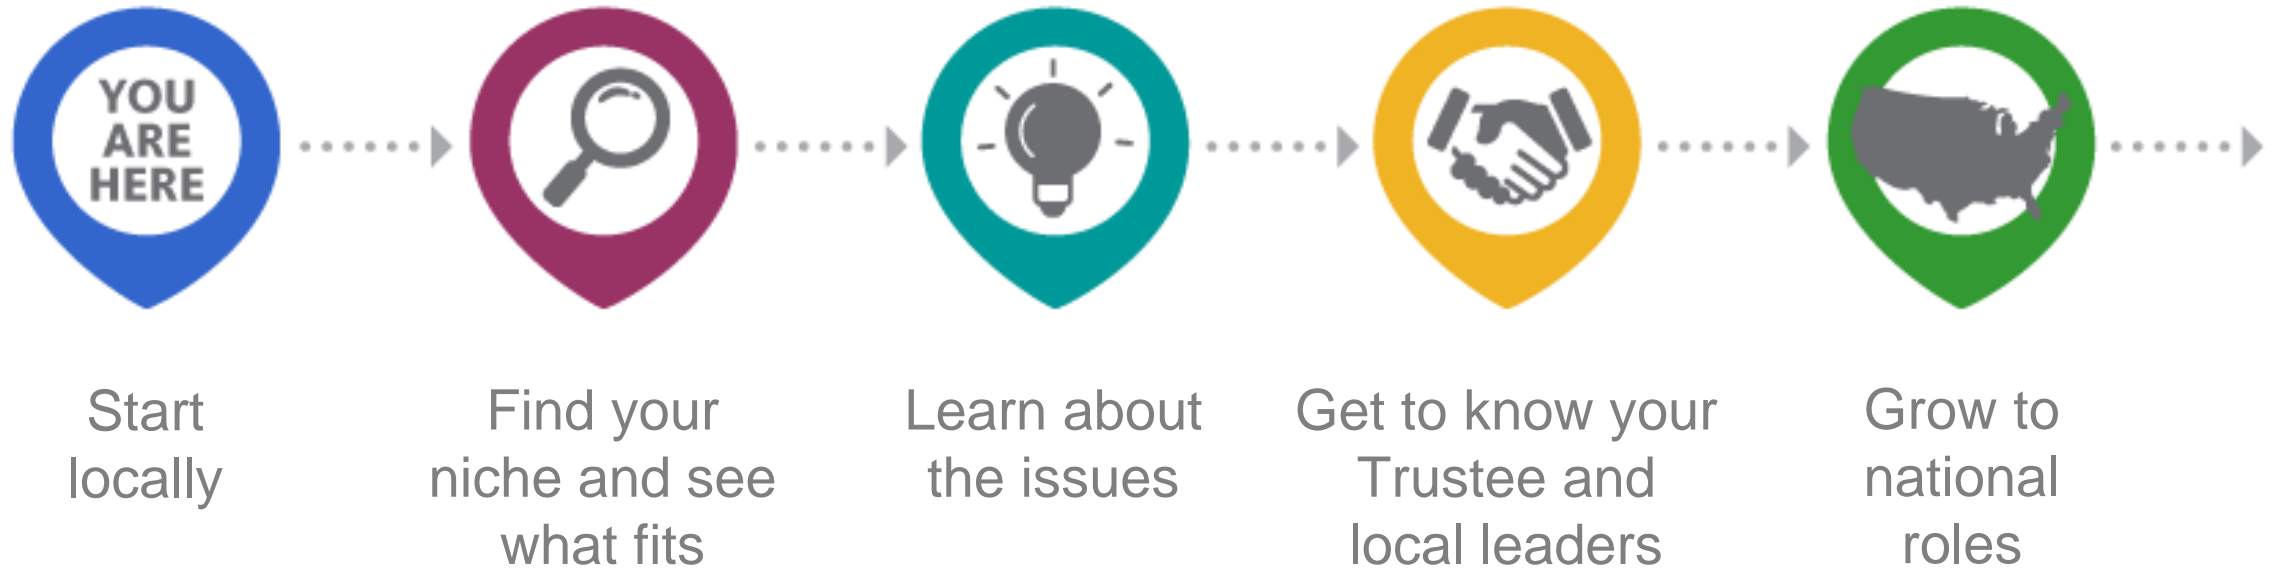 YOU
ARE
HERE
Start
locally
Find your
niche and see
what fits
Learn about
the issues
Get to know your
Trustee and
local leaders
Grow to
national
roles